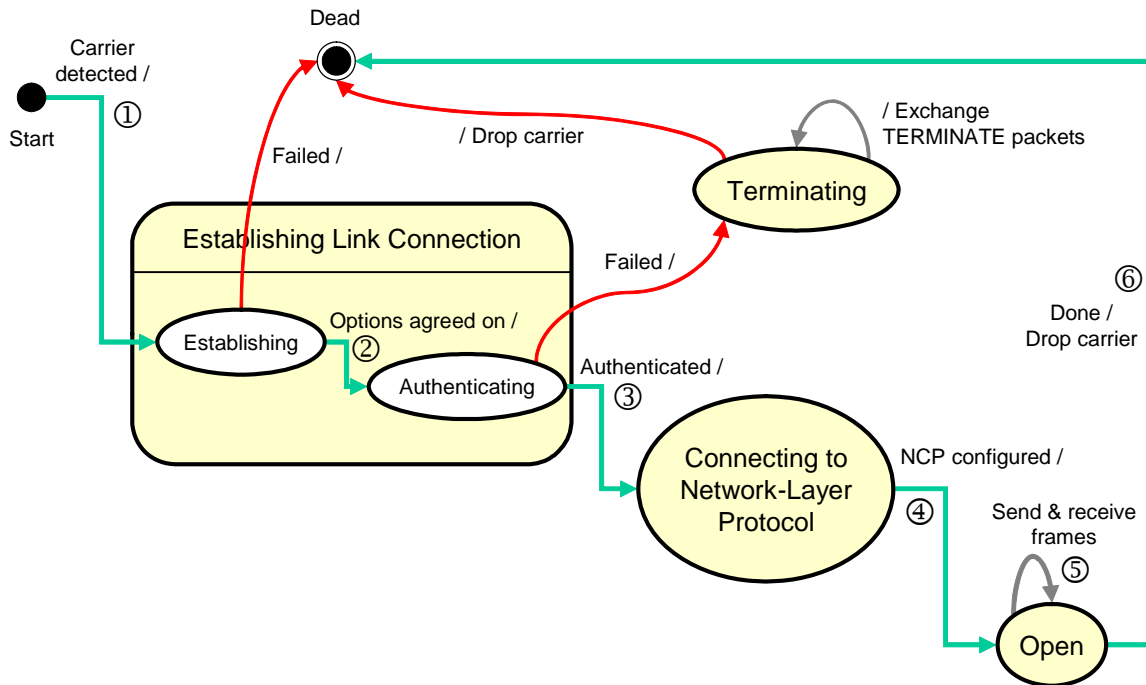 Dead
Carrier
detected /
①
Start
Failed /
/ Drop carrier
/ Exchange
TERMINATE packets
Terminating
Establishing Link Connection
Failed /
⑥
Done /
Drop carrier
Establishing
Options agreed on /
②
Authenticating
Authenticated /
③
Connecting to
Network-Layer
Protocol
NCP configured /
④
Send & receive
frames
⑤
Open